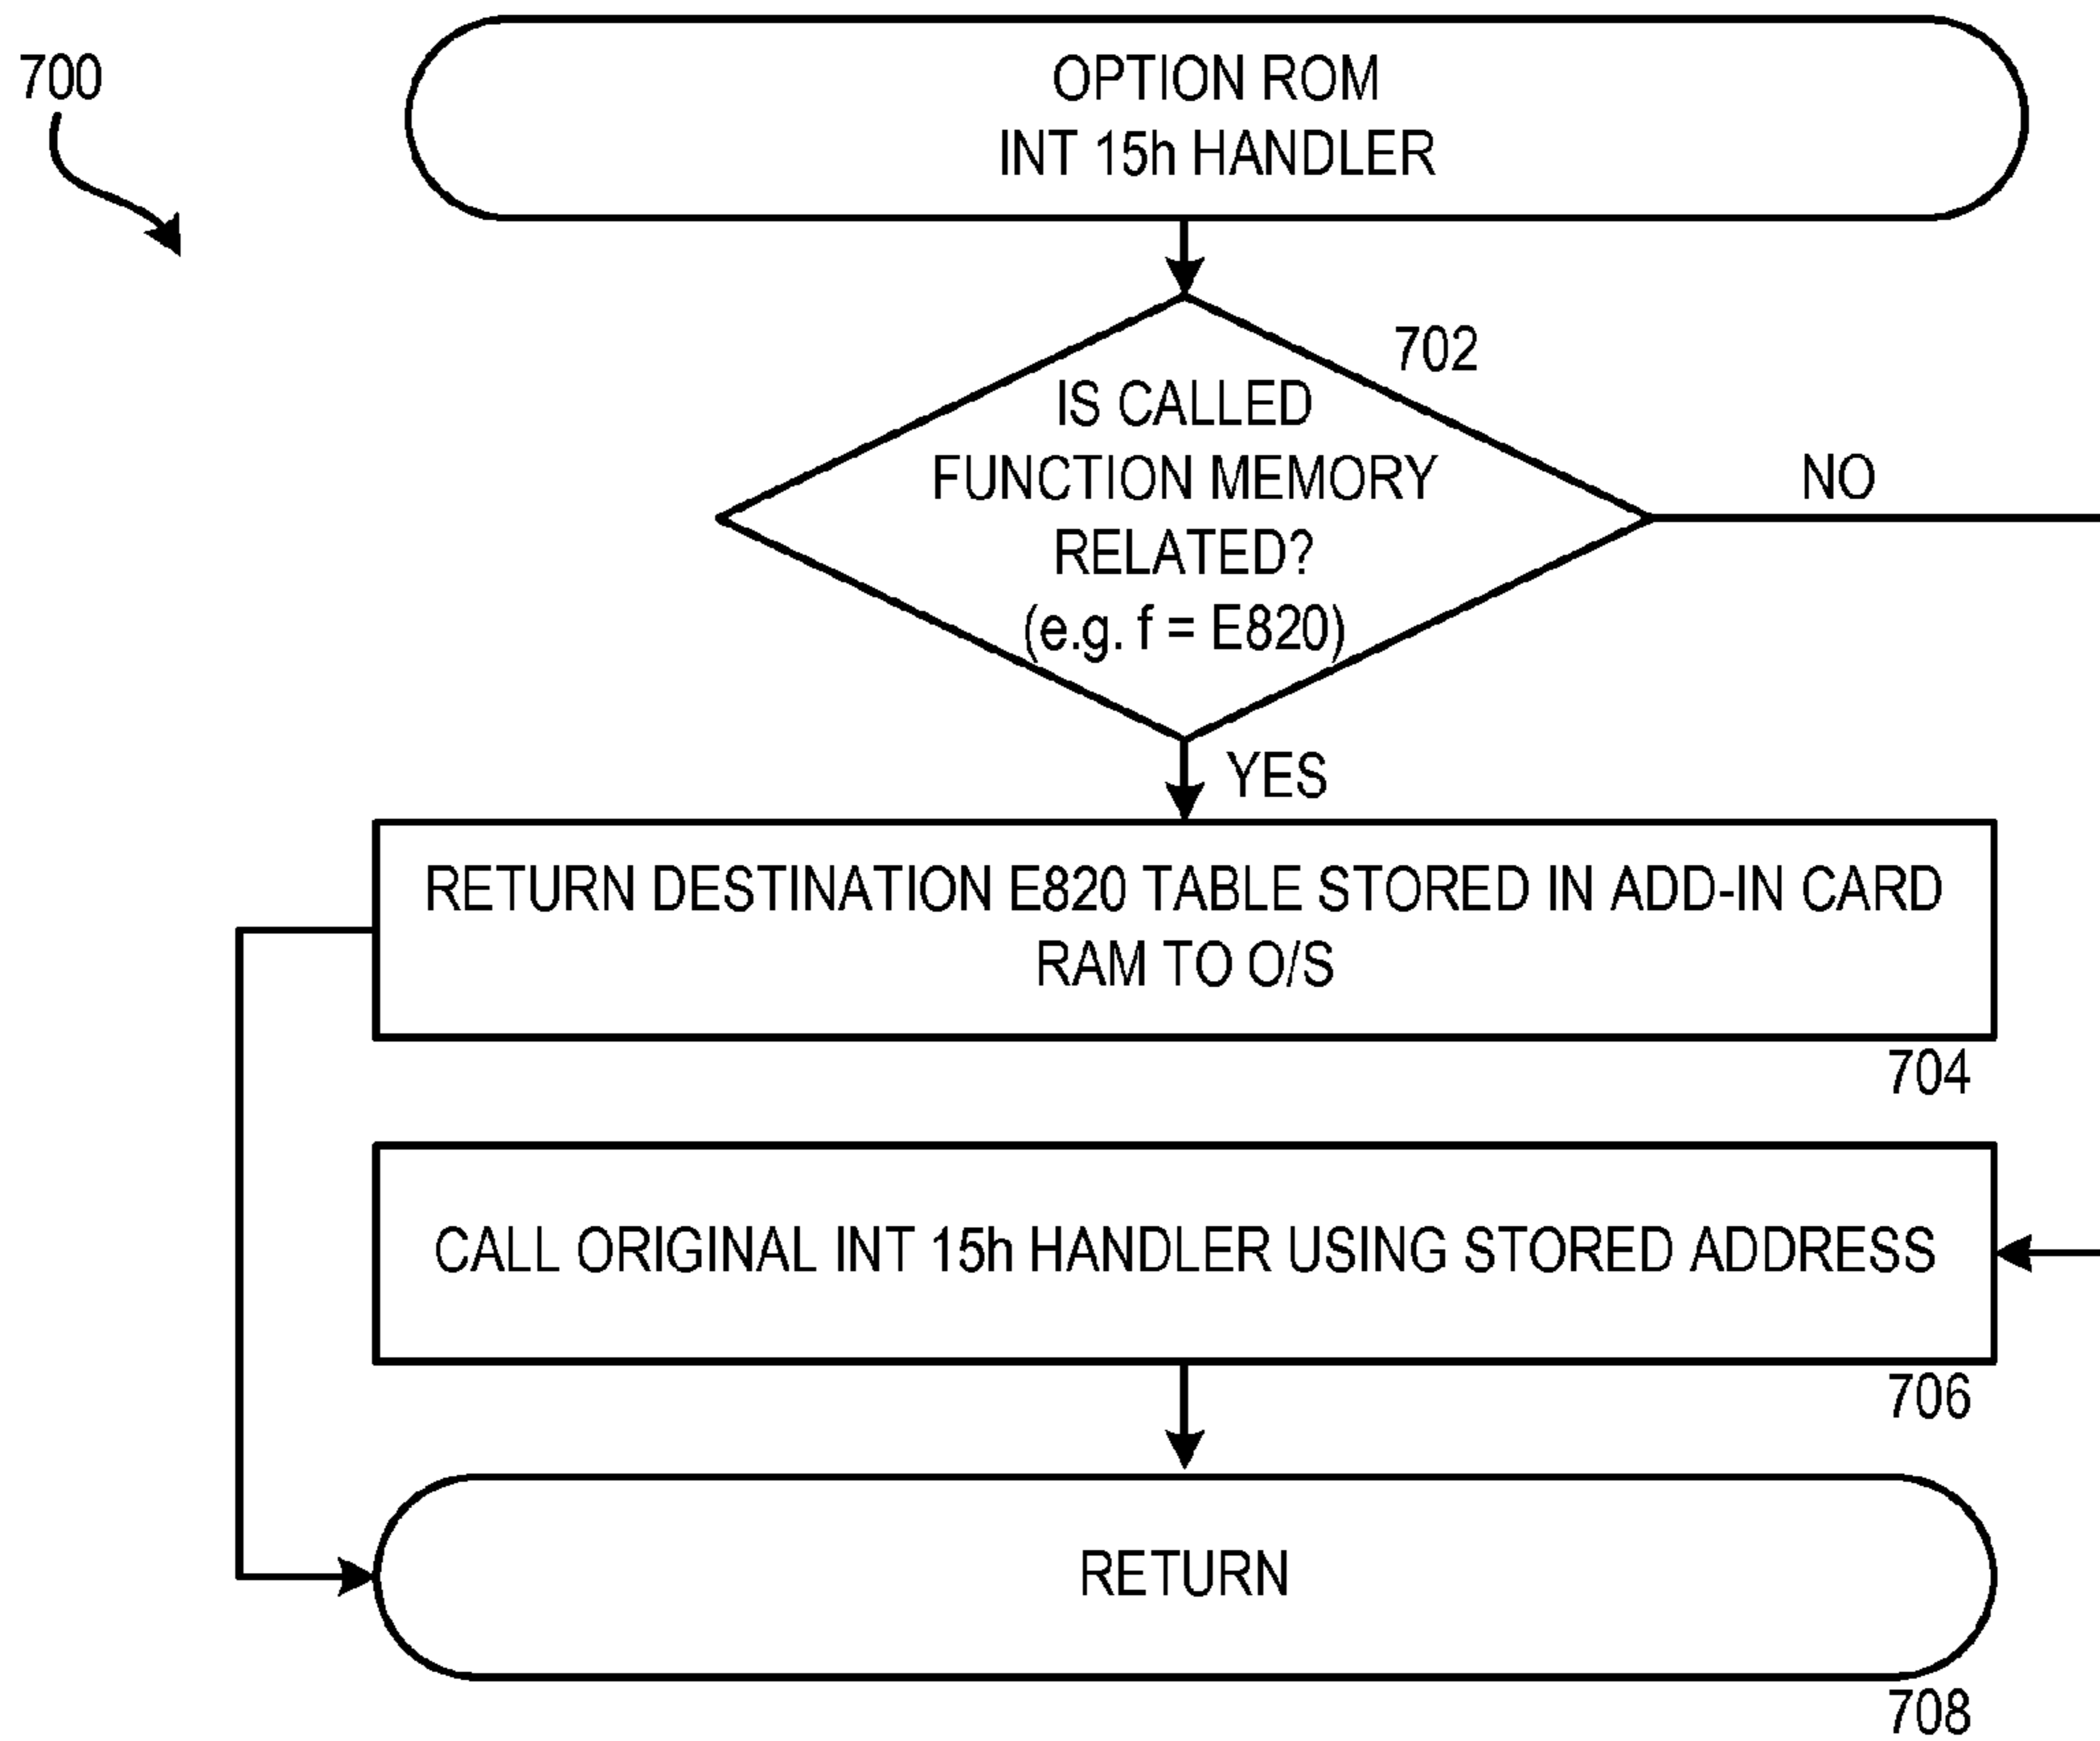 700
OPTION ROM
INT 15h HANDLER
702
IS CALLED
FUNCTION MEMORY
RELATED?
(e.g. f = E820)
NO
YES
RETURN DESTINATION E820 TABLE STORED IN ADD-IN CARD
RAM TO O/S
704
CALL ORIGINAL INT 15h HANDLER USING STORED ADDRESS
706
RETURN
708